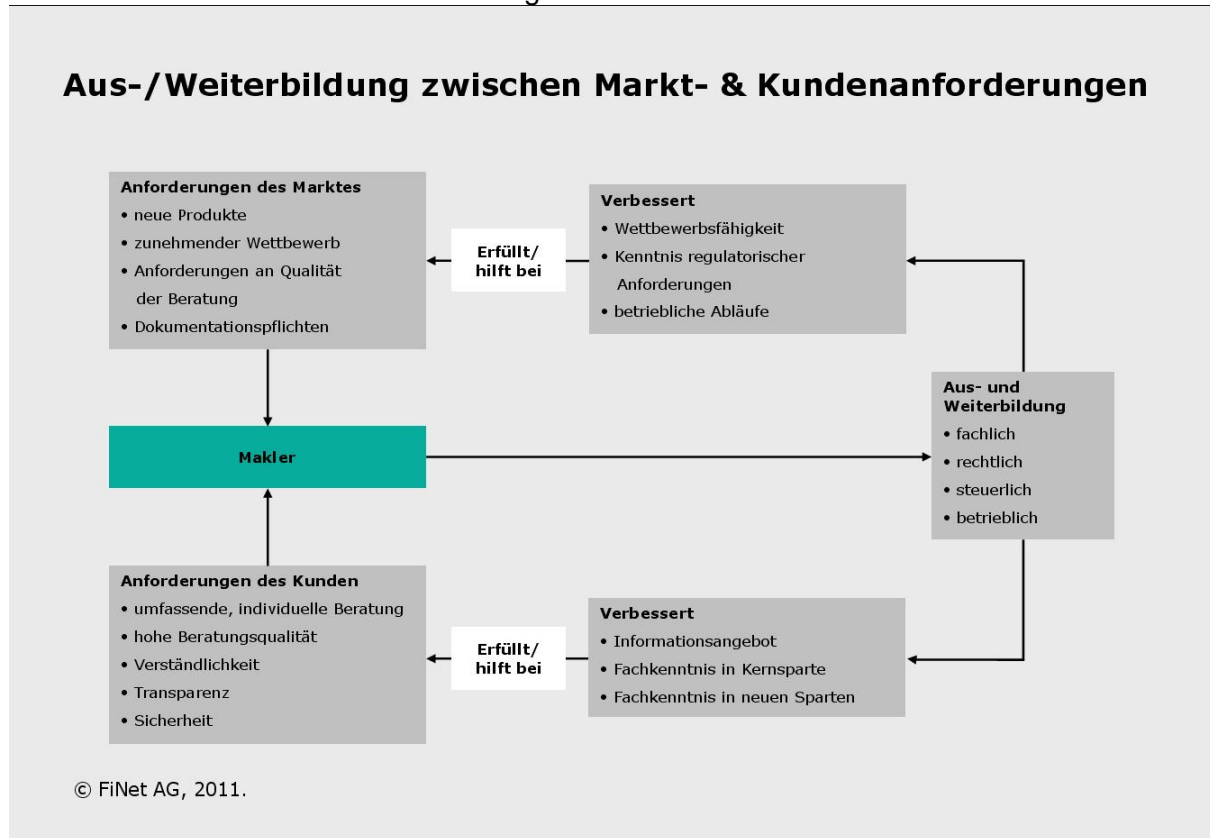 Aus-/Weiterbildung zwischen Markt- & Kundenanforderungen
Anforderungen des Marktes
• neue Produkte
• zunehmender Wettbewerb
• Anforderungen an Qualität
der Beratung
• Dokumentationspflichten
Erfüllt/
hilft bei
Verbessert
• Wettbewerbsfähigkeit
• Kenntnis regulatorischer
Anforderungen
• betriebliche Abläufe
Makler
Aus- und
Weiterbildung
• fachlich
• rechtlich
• steuerlich
• betrieblich
Anforderungen des Kunden
• umfassende, individuelle Beratung
• hohe Beratungsqualität
• Verständlichkeit
• Transparenz
• Sicherheit
Erfüllt/
hilft bei
Verbessert
• Informationsangebot
• Fachkenntnis in Kernsparte
• Fachkenntnis in neuen Sparten
© FiNet AG, 2011.